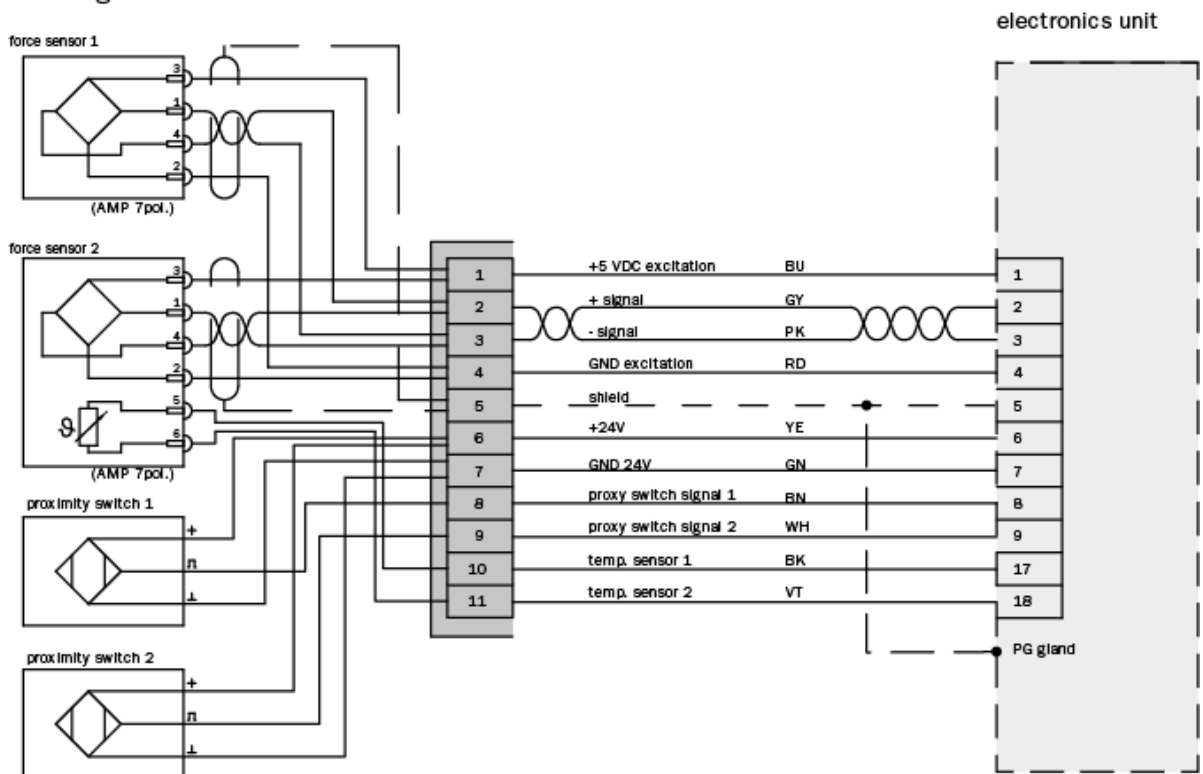 electronics unit
force sensor 1
3
1
4
2
(AMP 7pol.)
force sensor 2
3
1
4
2
5
6
ϑ
(AMP 7pol.)
proximity switch 1
+
⊓
⊥
proximity switch 2
+
⊓
⊥
1 +5 VDC excitation BU 1
2 + signal GY 2
3 - signal PK 3
4 GND excitation RD 4
5 shield 5
6 +24V YE 6
7 GND 24V GN 7
8 proxy switch signal 1 BN 8
9 proxy switch signal 2 WH 9
10 temp. sensor 1 BK 17
11 temp. sensor 2 VT 18
PG gland